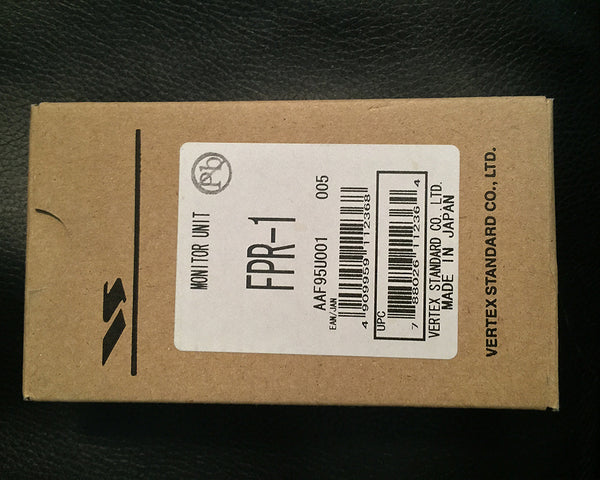 Pb
MONITOR UNIT
FPR-1
AAF95U001 005
EAN/JAN
4 909959 112368
UPC
7 88026 11236 4
VERTEX STANDARD CO., LTD.
MADE IN JAPAN
VERTEX STANDARD CO., LTD.